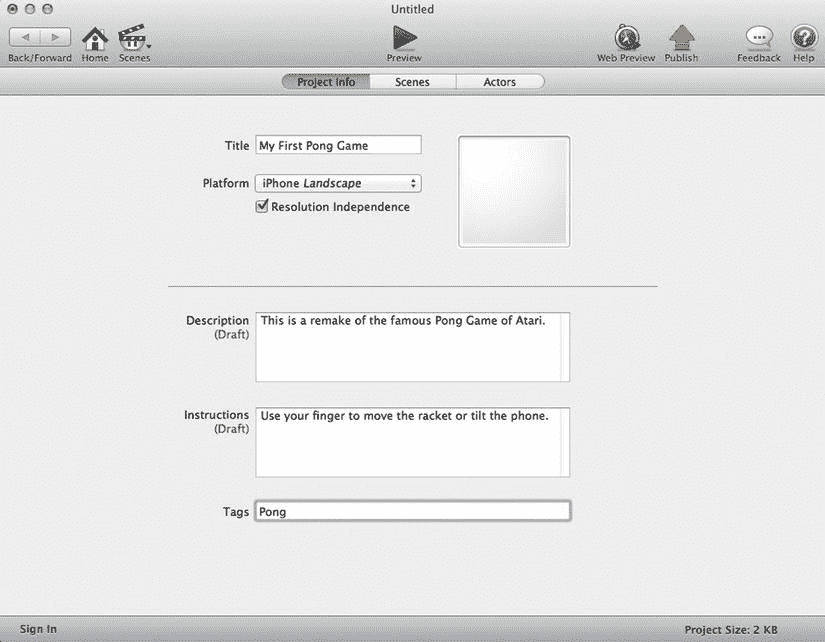 Untitled
Back/Forward Home Scenes Preview Web Preview Publish Feedback Help
Project Info Scenes Actors
Title My First Pong Game
Platform iPhone Landscape
Resolution Independence
Description This is a remake of the famous Pong Game of Atari.
(Draft)
Instructions Use your finger to move the racket or tilt the phone.
(Draft)
Tags Pong
Sign In Project Size: 2 KB